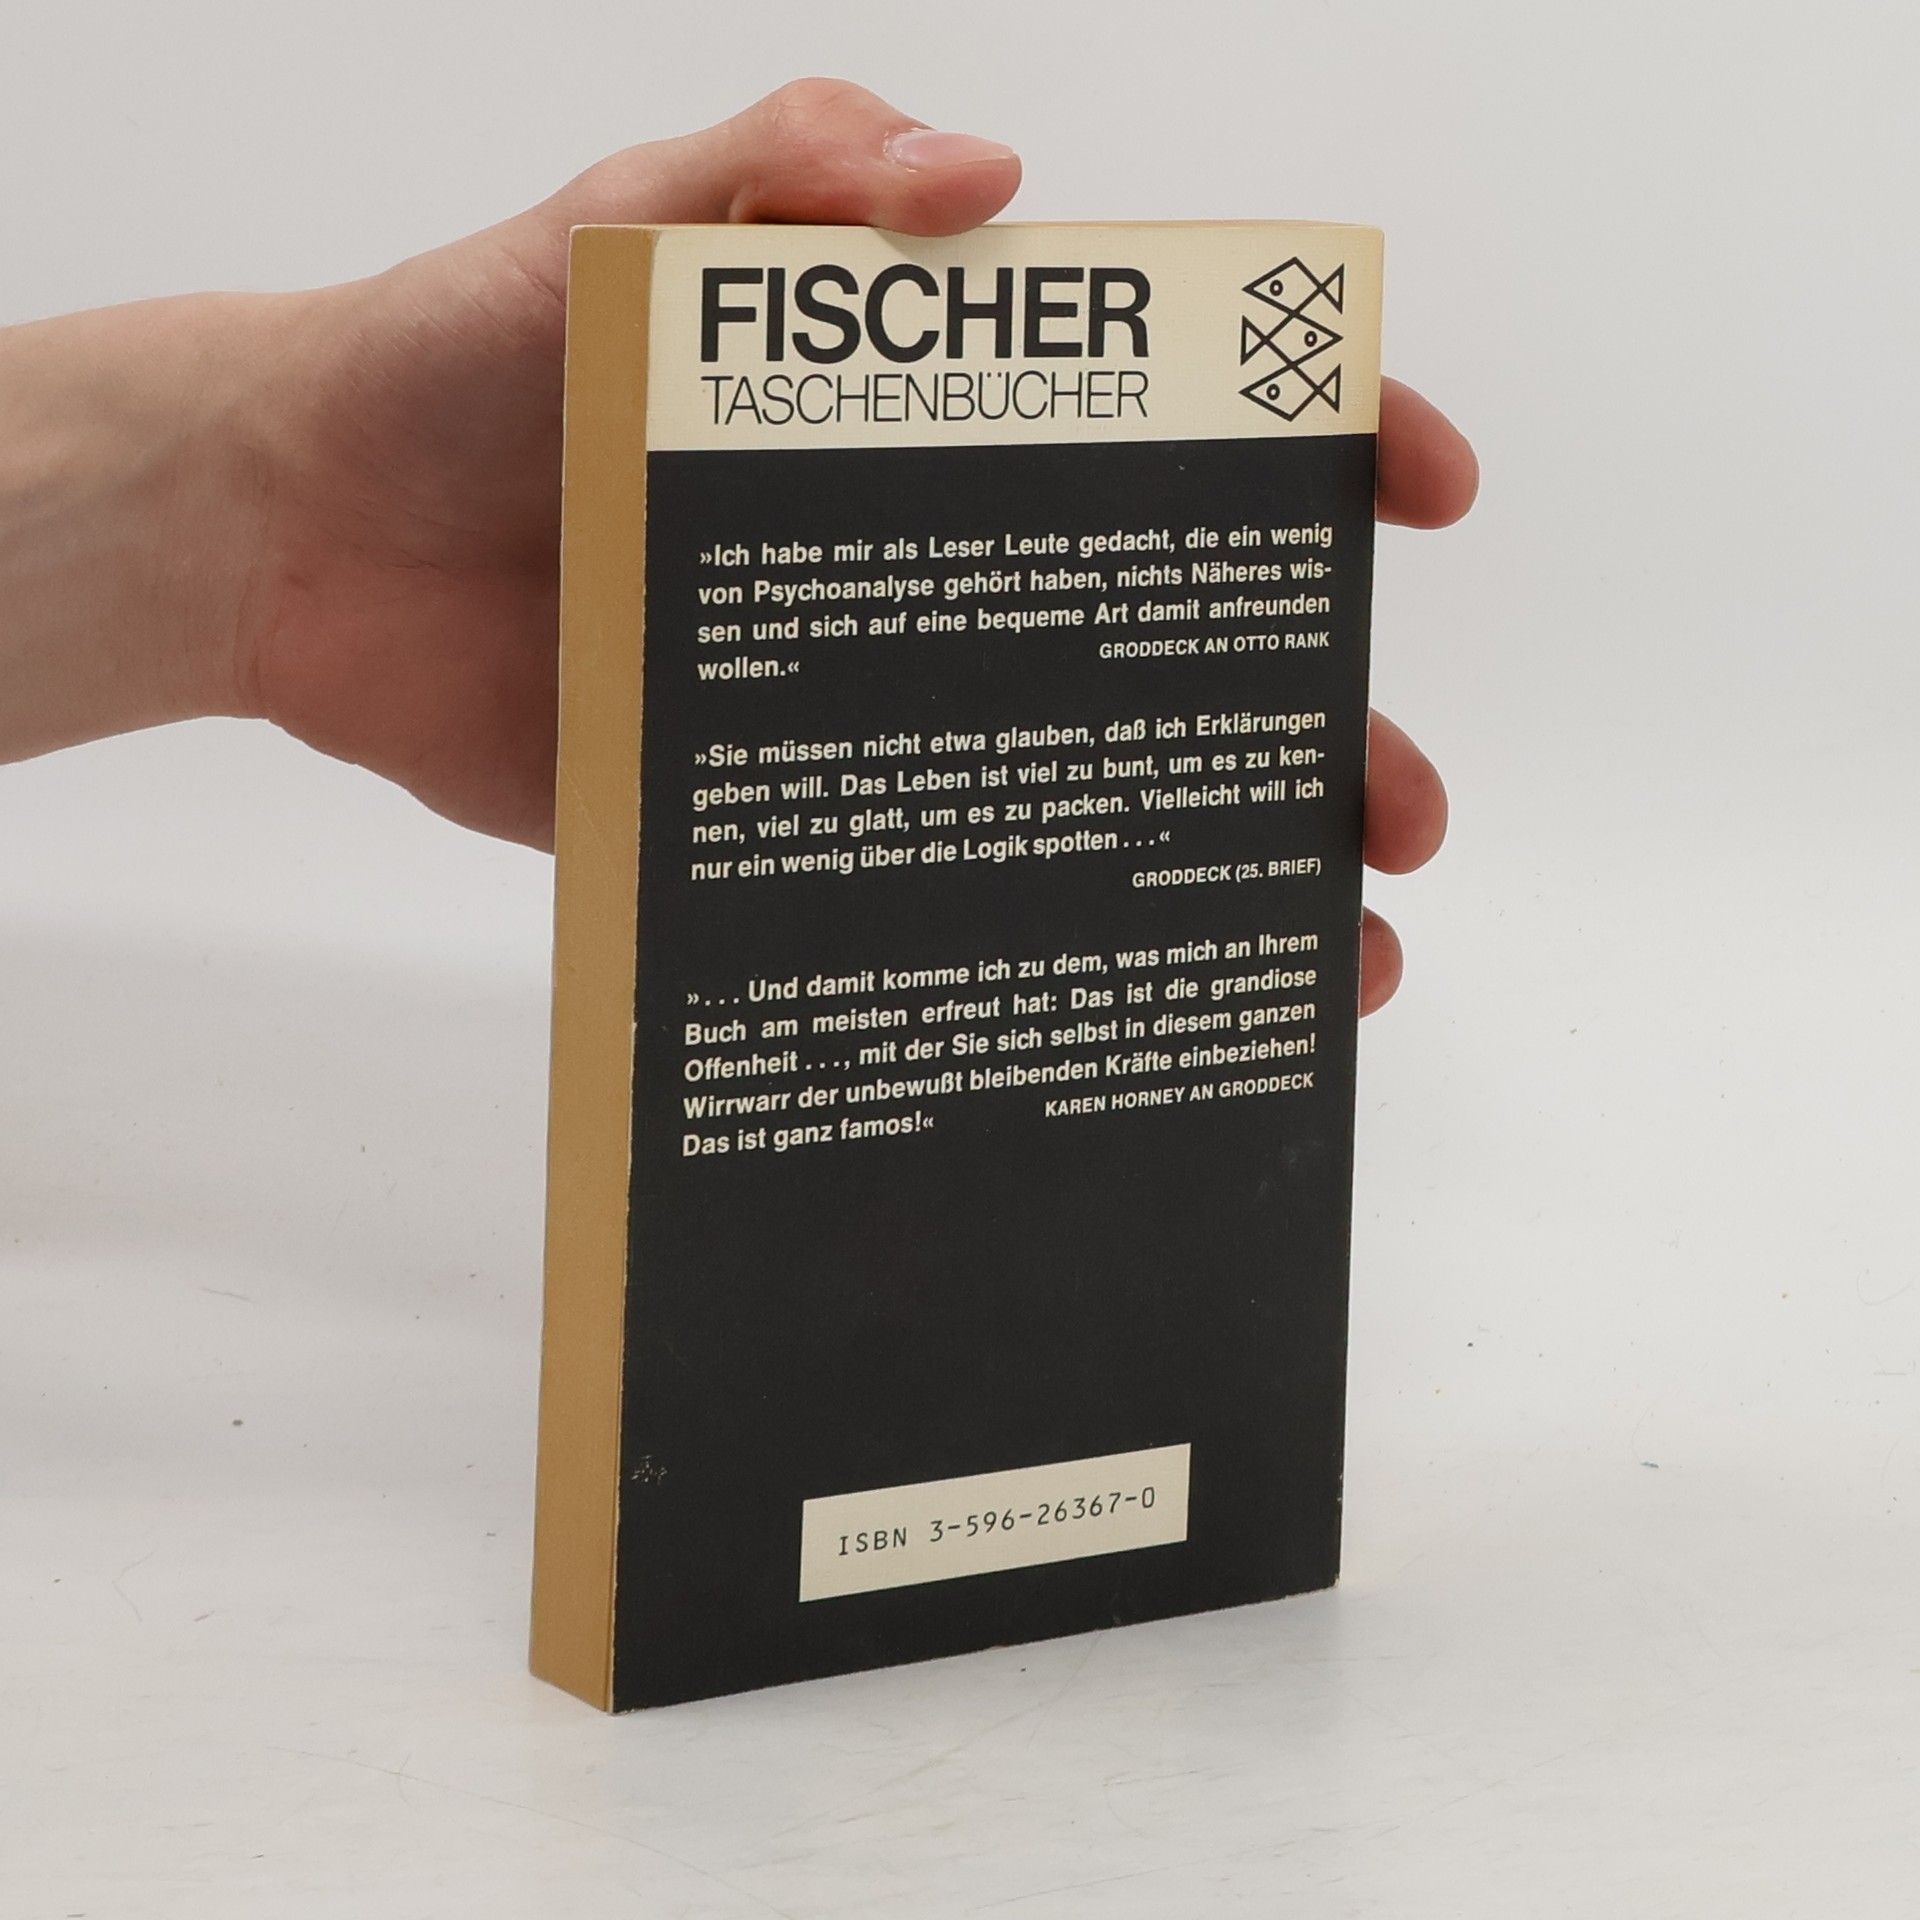 FISCHER
TASCHENBÜCHER
»Ich habe mir als Leser Leute gedacht, die ein wenig
von Psychoanalyse gehört haben, nichts Näheres wis-
sen und sich auf eine bequeme Art damit anfreunden
wollen.« GRODDECK AN OTTO RANK
»Sie müssen nicht etwa glauben, daß ich Erklärungen
geben will. Das Leben ist viel zu bunt, um es zu ken-
nen, viel zu glatt, um es zu packen. Vielleicht will ich
nur ein wenig über die Logik spotten . . .«
GRODDECK (25. BRIEF)
». . . Und damit komme ich zu dem, was mich an Ihrem
Buch am meisten erfreut hat: Das ist die grandiose
Offenheit . . ., mit der Sie sich selbst in diesem ganzen
Wirrwarr der unbewußt bleibenden Kräfte einbeziehen!
Das ist ganz famos!« KAREN HORNEY AN GRODDECK
ISBN 3-596-26367-0